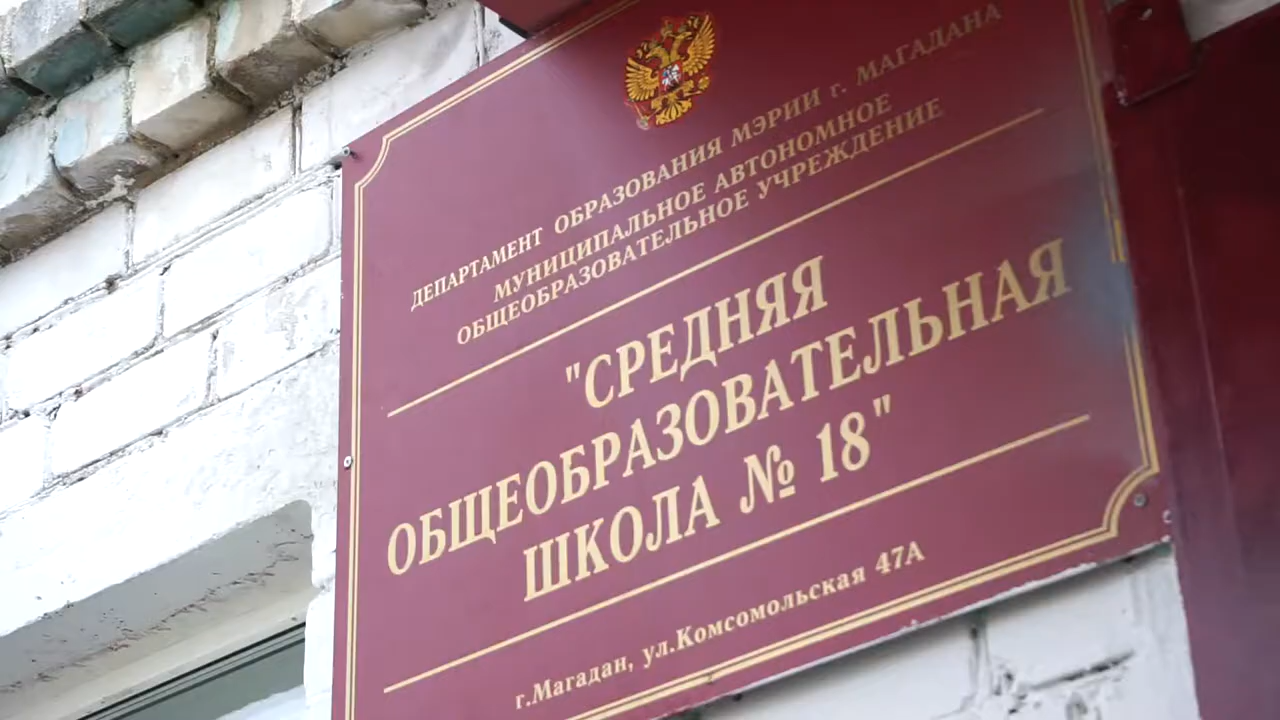 ДЕПАРТАМЕНТ ОБРАЗОВАНИЯ МЭРИИ г. МАГАДАНА
МУНИЦИПАЛЬНОЕ АВТОНОМНОЕ
ОБЩЕОБРАЗОВАТЕЛЬНОЕ УЧРЕЖДЕНИЕ
"СРЕДНЯЯ
ОБЩЕОБРАЗОВАТЕЛЬНАЯ
ШКОЛА № 18"
г.Магадан, ул.Комсомольская 47А